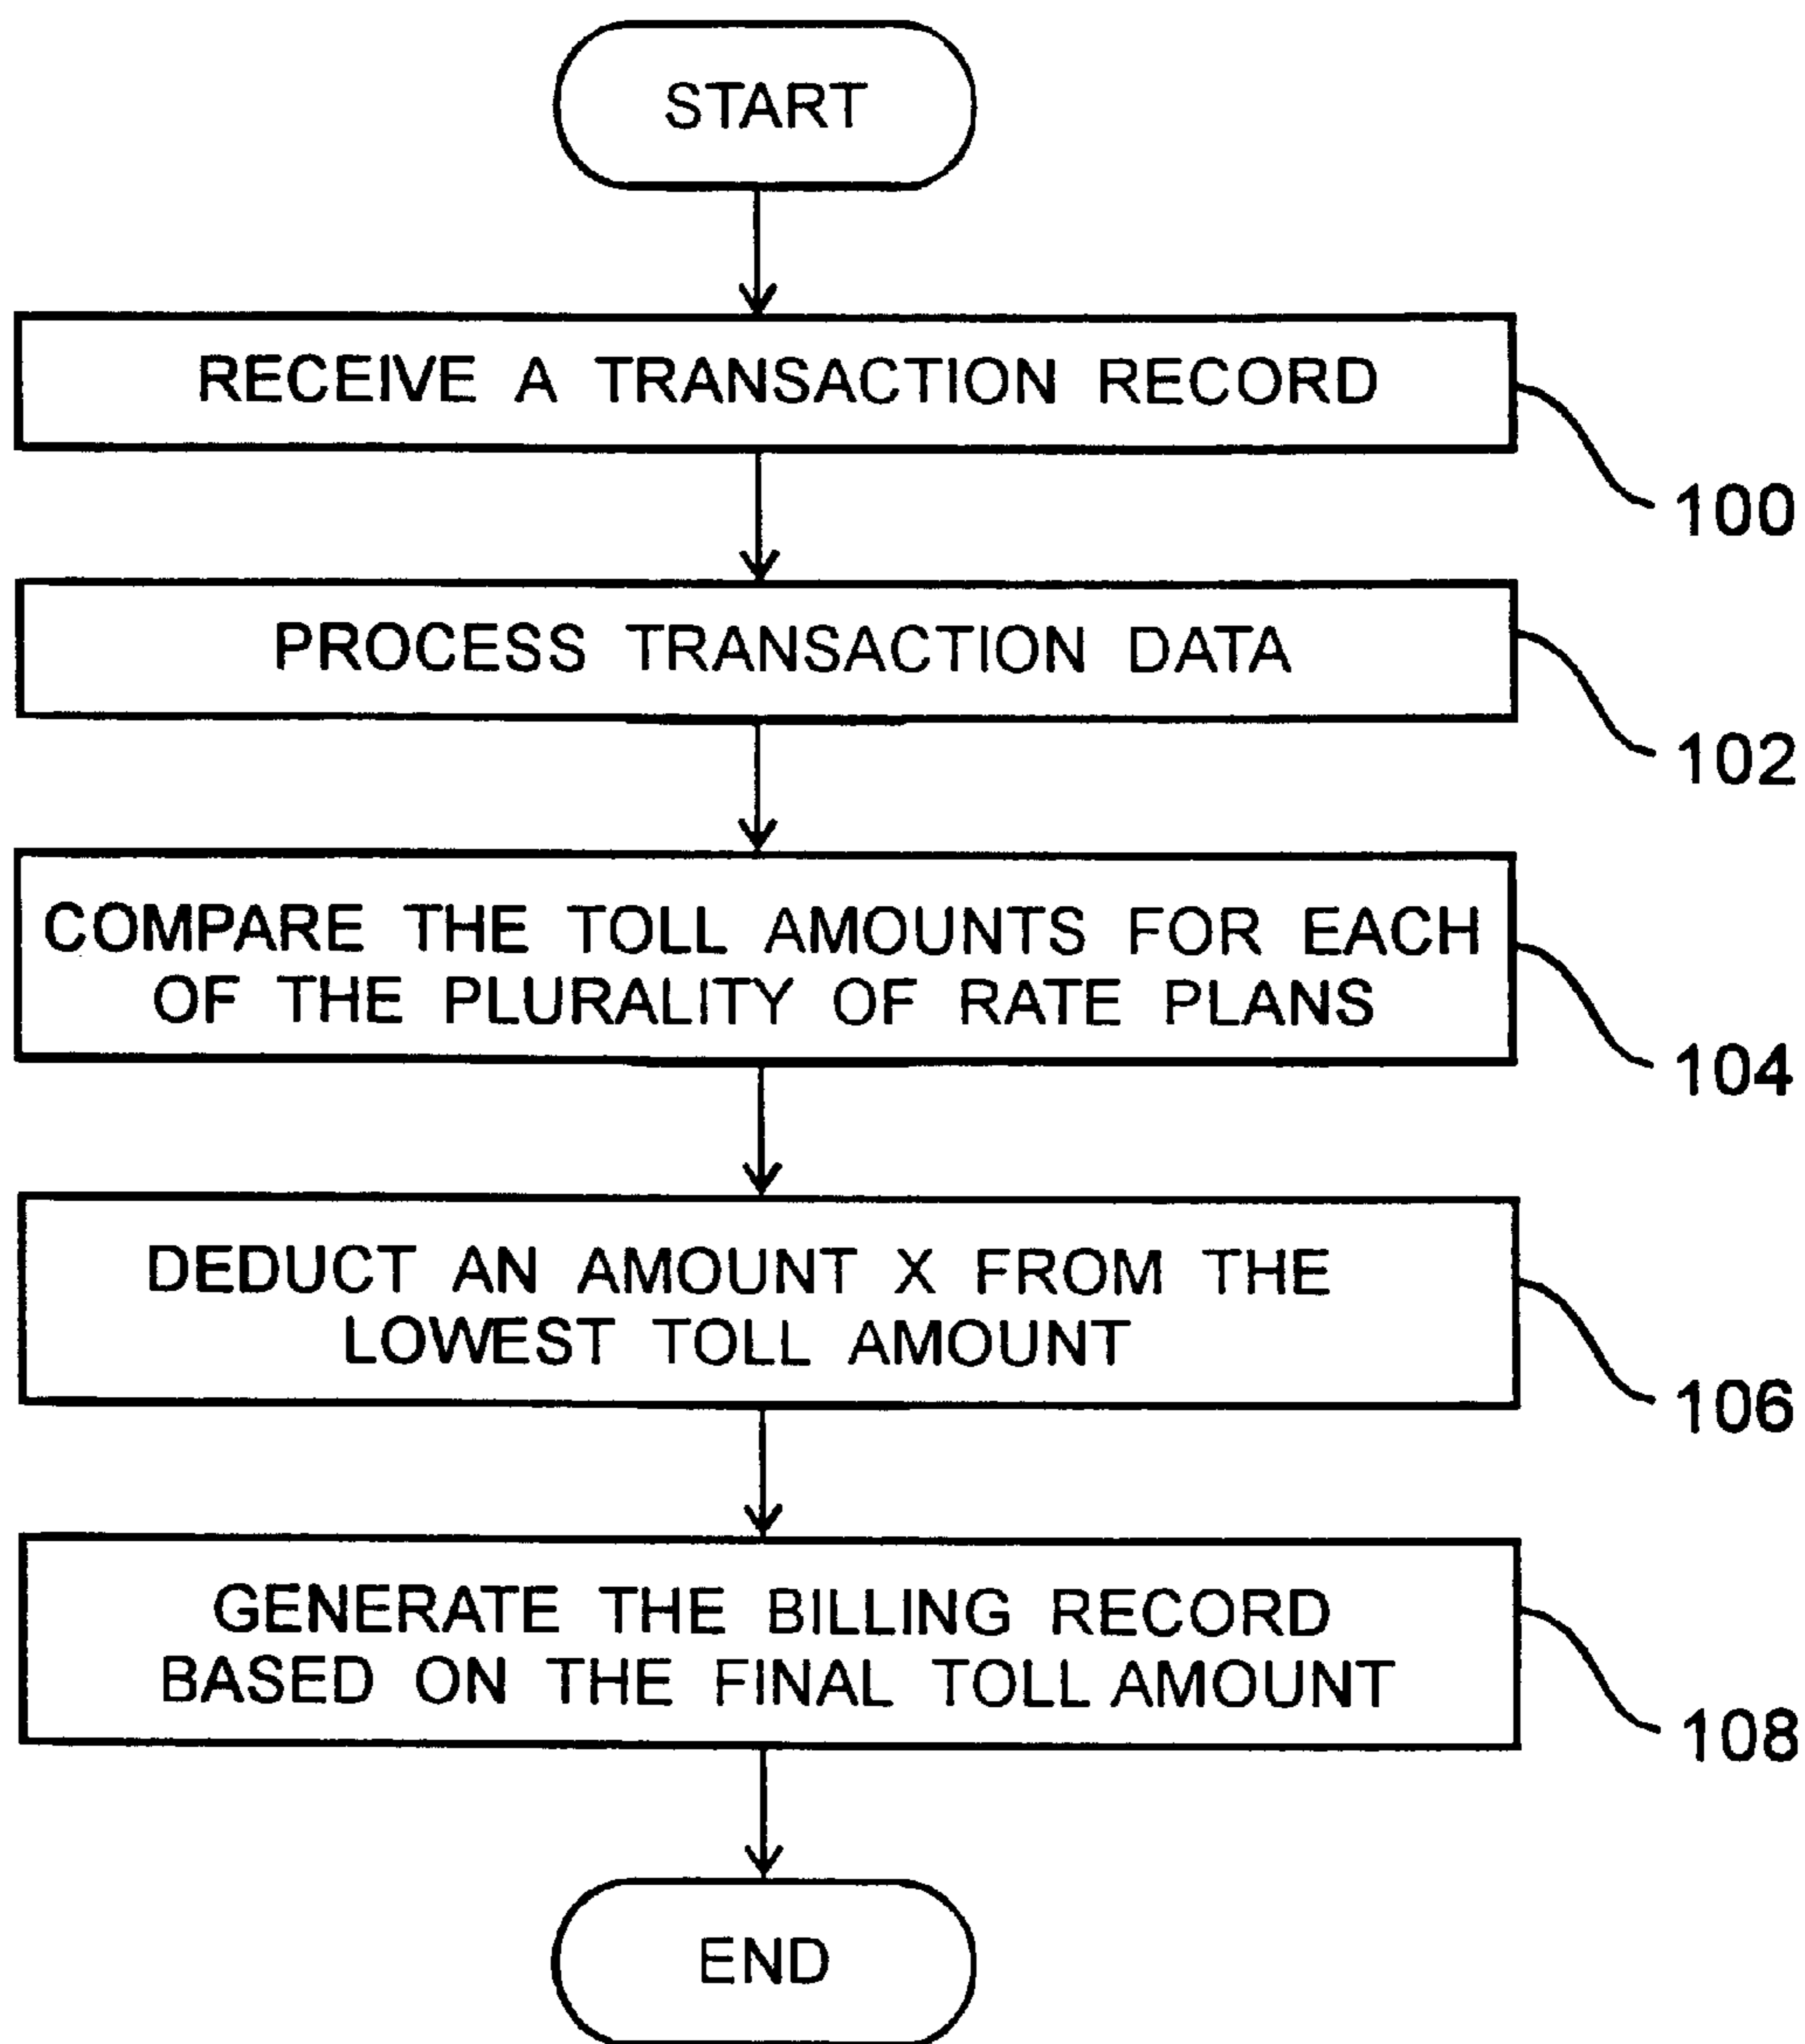 START
RECEIVE A TRANSACTION RECORD
100
PROCESS TRANSACTION DATA
102
COMPARE THE TOLL AMOUNTS FOR EACH
OF THE PLURALITY OF RATE PLANS
104
DEDUCT AN AMOUNT X FROM THE
LOWEST TOLL AMOUNT
106
GENERATE THE BILLING RECORD
BASED ON THE FINAL TOLL AMOUNT
108
END